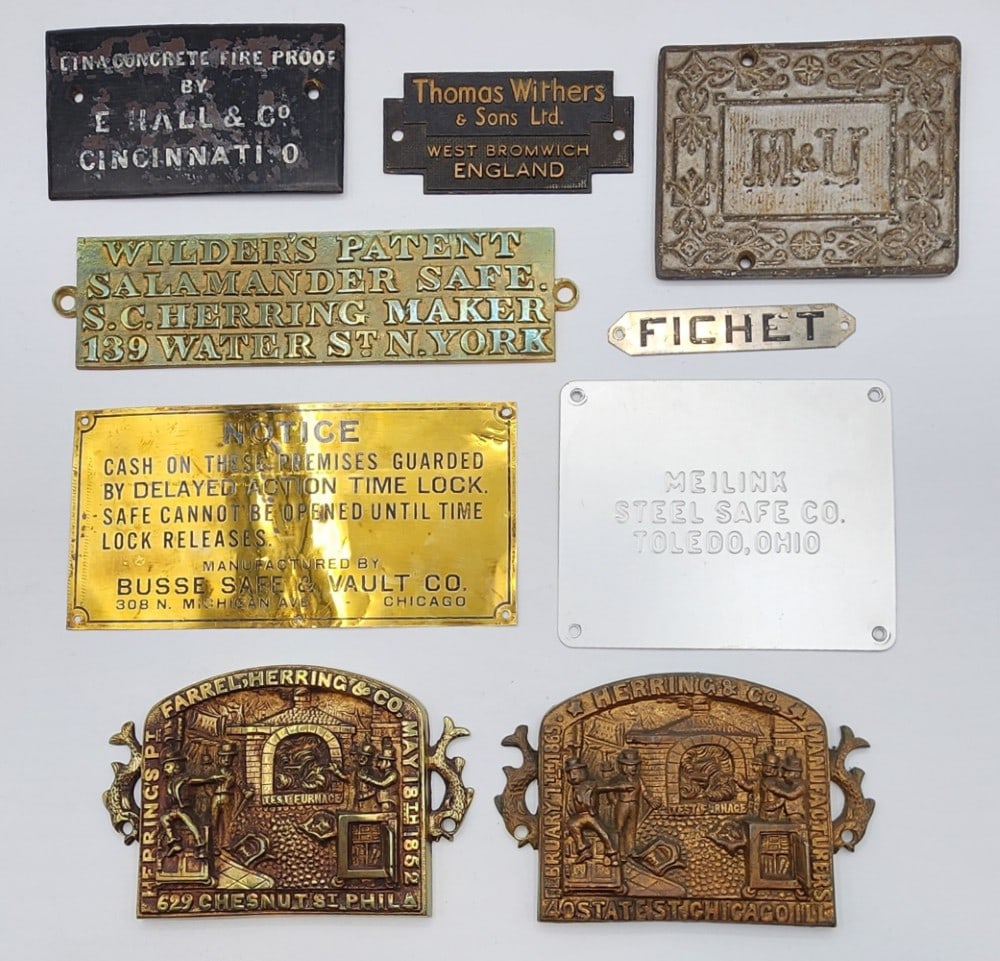 CONCRETE FIRE PROOF
BY
E HALL & Co
CINCINNATI O
Thomas Withers
& Sons Ltd.
WEST BROMWICH
ENGLAND
M & U
WILDER'S PATENT
SALAMANDER SAFE.
S.C. HERRING MAKER
139 WATER ST N. YORK
FICHET
NOTICE
CASH ON THESE PREMISES GUARDED
BY DELAYED ACTION TIME LOCK.
SAFE CANNOT BE OPENED UNTIL TIME
LOCK RELEASES.
MANUFACTURED BY
BUSSE SAFE & VAULT CO.
308 N. MICHIGAN AVE CHICAGO
MEILINK
STEEL SAFE CO.
TOLEDO, OHIO
HERRING'S PT
FARREL, HERRING & CO.
MAY 18TH 1852
TEST FURNACE
629 CHESNUT ST PHILA
FEBRUARY 7TH 1865
HERRING & Co.
MANUFACTURERS
TEST FURNACE
40 STATE ST CHICAGO ILL